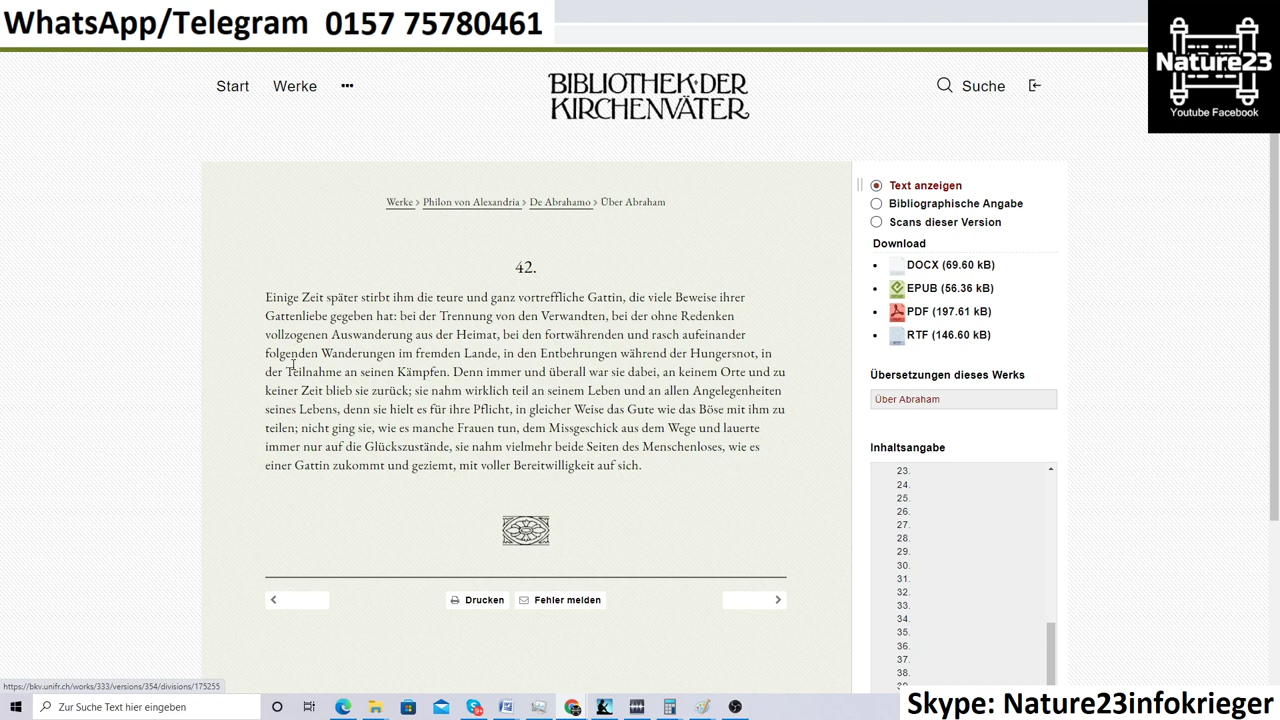 WhatsApp/Telegram 0157 75780461
Nature23
Youtube Facebook
Start Werke •••
BIBLIOTHEK·DER
KIRCHENVÄTER
Suche
Werke > Philon von Alexandria > De Abrahamo > Über Abraham
42.
Einige Zeit später stirbt ihm die teure und ganz vortreffliche Gattin, die viele Beweise ihrer
Gattenliebe gegeben hat: bei der Trennung von den Verwandten, bei der ohne Redenken
vollzogenen Auswanderung aus der Heimat, bei den fortwährenden und rasch aufeinander
folgenden Wanderungen im fremden Lande, in den Entbehrungen während der Hungersnot, in
der Teilnahme an seinen Kämpfen. Denn immer und überall war sie dabei, an keinem Orte und zu
keiner Zeit blieb sie zurück; sie nahm wirklich teil an seinem Leben und an allen Angelegenheiten
seines Lebens, denn sie hielt es für ihre Pflicht, in gleicher Weise das Gute wie das Böse mit ihm zu
teilen; nicht ging sie, wie es manche Frauen tun, dem Missgeschick aus dem Wege und lauerte
immer nur auf die Glückszustände, sie nahm vielmehr beide Seiten des Menschenloses, wie es
einer Gattin zukommt und geziemt, mit voller Bereitwilligkeit auf sich.
Drucken
Fehler melden
Text anzeigen
Bibliographische Angabe
Scans dieser Version
Download
DOCX (69.60 kB)
EPUB (56.36 kB)
PDF (197.61 kB)
RTF (146.60 kB)
Übersetzungen dieses Werks
Über Abraham
Inhaltsangabe
23.
24.
25.
26.
27.
28.
29.
30.
31.
32.
33.
34.
35.
36.
37.
38.
https://bkv.unifr.ch/works/333/versions/354/divisions/175255
Zur Suche Text hier eingeben
Skype: Nature23infokrieger